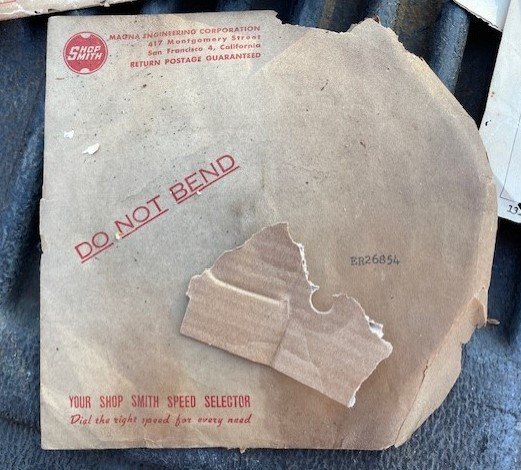 SHOP
SMITH
MAGNA ENGINEERING CORPORATION
417 Montgomery Street
San Francisco 4, California
RETURN POSTAGE GUARANTEED
DO NOT BEND
ER26854
YOUR SHOP SMITH SPEED SELECTOR
Dial the right speed for every need
13